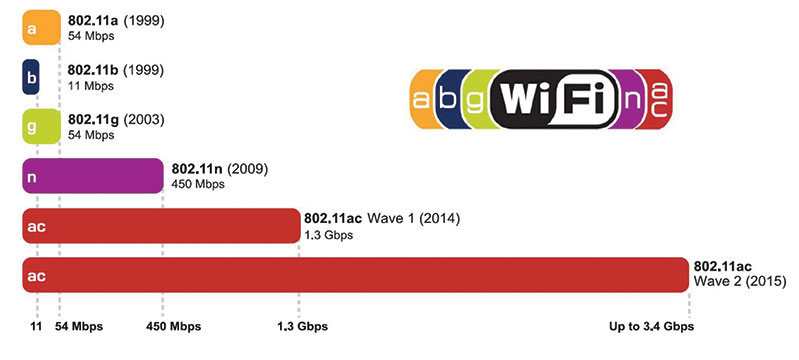 a
802.11a (1999)
54 Mbps
b
802.11b (1999)
11 Mbps
g
802.11g (2003)
54 Mbps
a b g WiFi n ac
n
802.11n (2009)
450 Mbps
ac
802.11ac Wave 1 (2014)
1.3 Gbps
ac
802.11ac
Wave 2 (2015)
11 54 Mbps 450 Mbps 1.3 Gbps Up to 3.4 Gbps